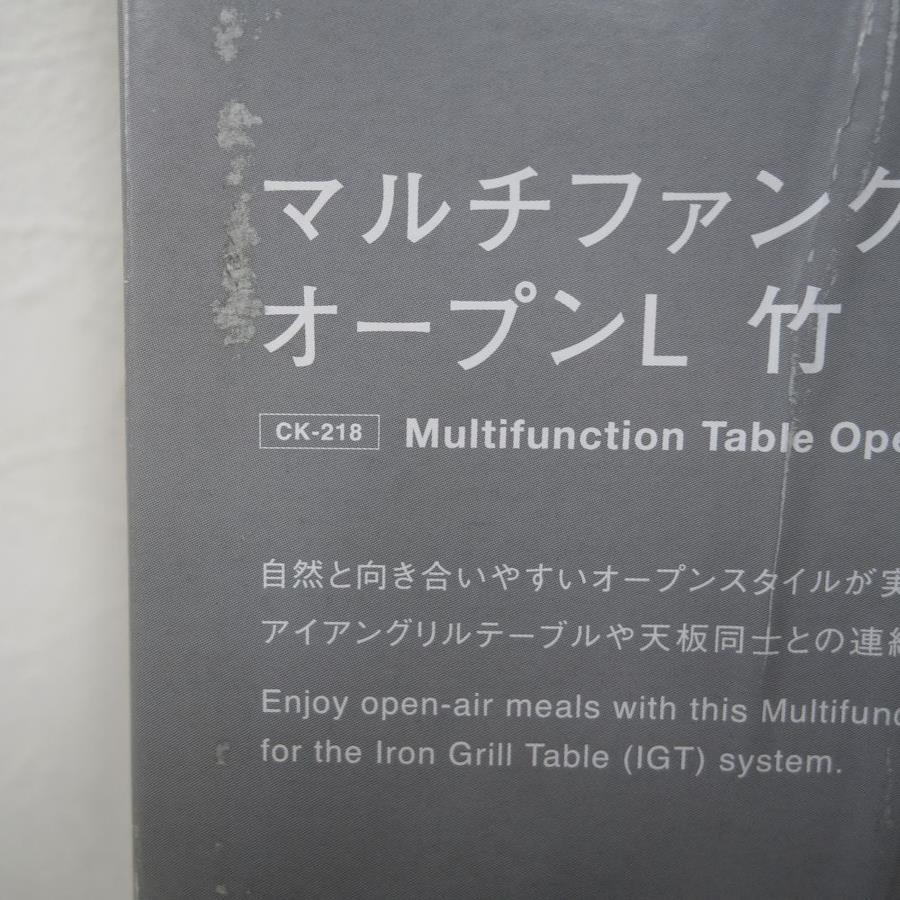 マルチファンク
オープンL 竹
CK-218 Multifunction Table Ope
自然と向き合いやすいオープンスタイルが実
アイアングリルテーブルや天板同士との連結
Enjoy open-air meals with this Multifunc
for the Iron Grill Table (IGT) system.